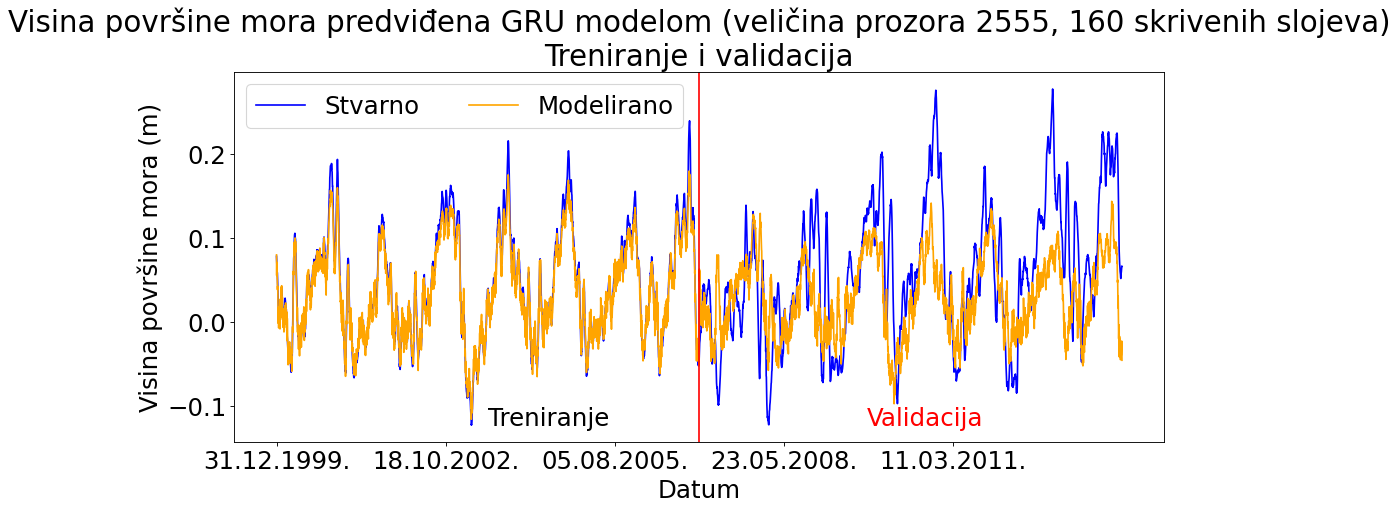 Visina površine mora predviđena GRU modelom (veličina prozora 2555, 160 skrivenih slojeva)
Treniranje i validacija
Stvarno
Modelirano
Visina površine mora (m)
0.2
0.1
0.0
−0.1
Treniranje
Validacija
31.12.1999.
18.10.2002.
05.08.2005.
23.05.2008.
11.03.2011.
Datum